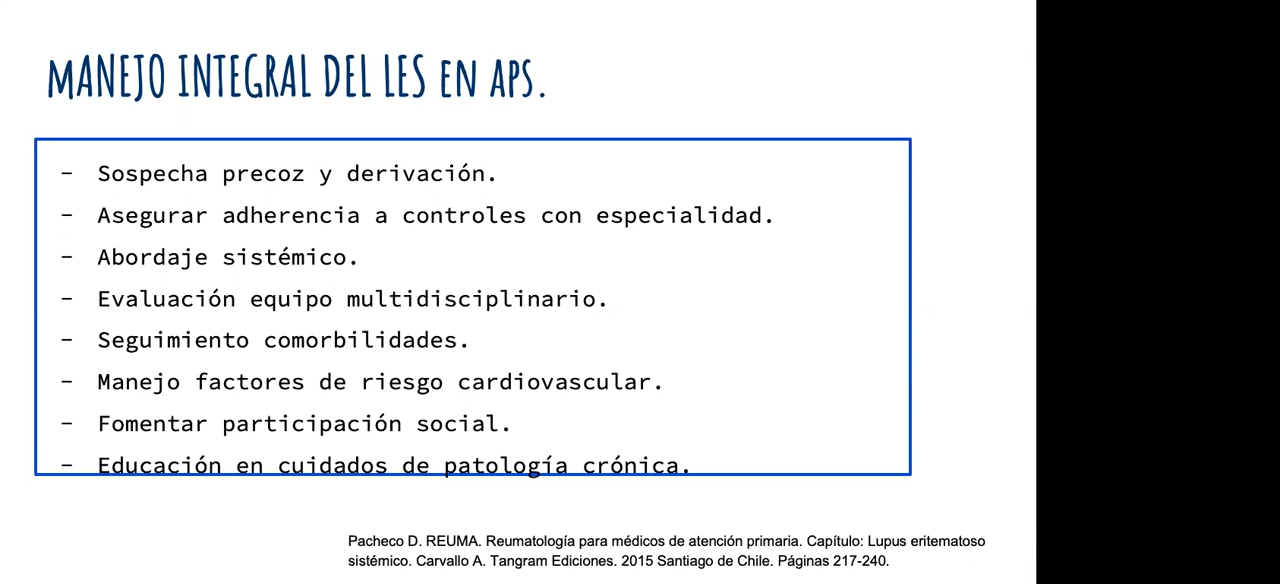 MANEJO INTEGRAL DEL LES EN APS.
- Sospecha precoz y derivación.
- Asegurar adherencia a controles con especialidad.
- Abordaje sistémico.
- Evaluación equipo multidisciplinario.
- Seguimiento comorbilidades.
- Manejo factores de riesgo cardiovascular.
- Fomentar participación social.
- Educación en cuidados de patología crónica.
Pacheco D. REUMA. Reumatología para médicos de atención primaria. Capítulo: Lupus eritematoso
sistémico. Carvallo A. Tangram Ediciones. 2015 Santiago de Chile. Páginas 217-240.